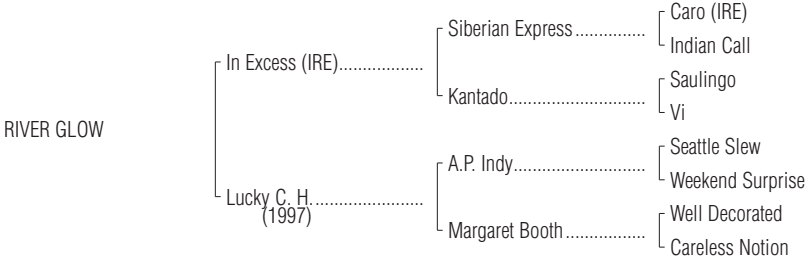 Caro (IRE)
Siberian Express...............
Indian Call
In Excess (IRE)..................
Saulingo
Kantado.............................
Vi
RIVER GLOW
Seattle Slew
A.P. Indy............................
Weekend Surprise
Lucky C. H.......................
(1997)
Well Decorated
Margaret Booth.................
Careless Notion